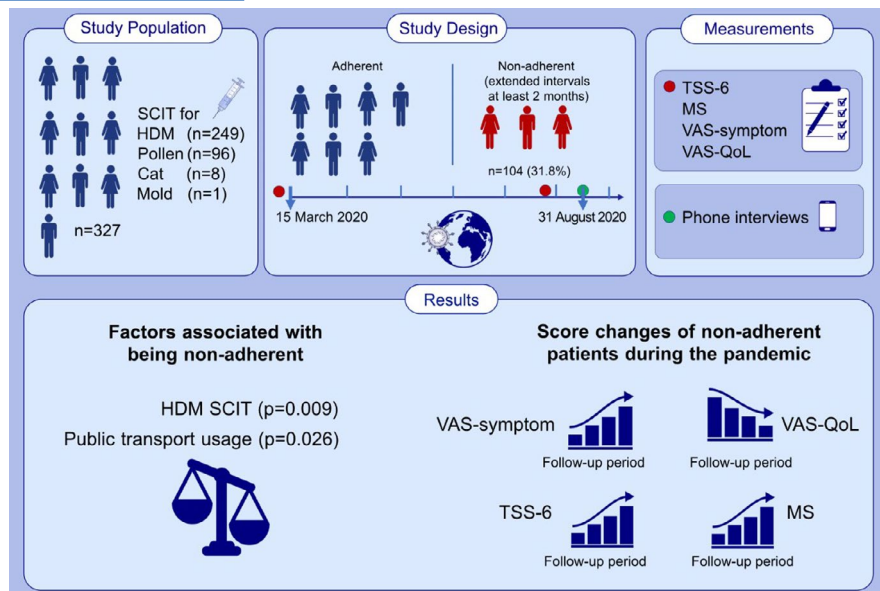 Study Population
SCIT for
HDM (n=249)
Pollen (n=96)
Cat (n=8)
Mold (n=1)
n=327
Study Design
Adherent
Non-adherent
(extended intervals
at least 2 months)
n=104 (31.8%)
15 March 2020
31 August 2020
Measurements
TSS-6
MS
VAS-symptom
VAS-QoL
Phone interviews
Results
Factors associated with
being non-adherent
HDM SCIT (p=0.009)
Public transport usage (p=0.026)
Score changes of non-adherent
patients during the pandemic
VAS-symptom
Follow-up period
VAS-QoL
Follow-up period
TSS-6
Follow-up period
MS
Follow-up period